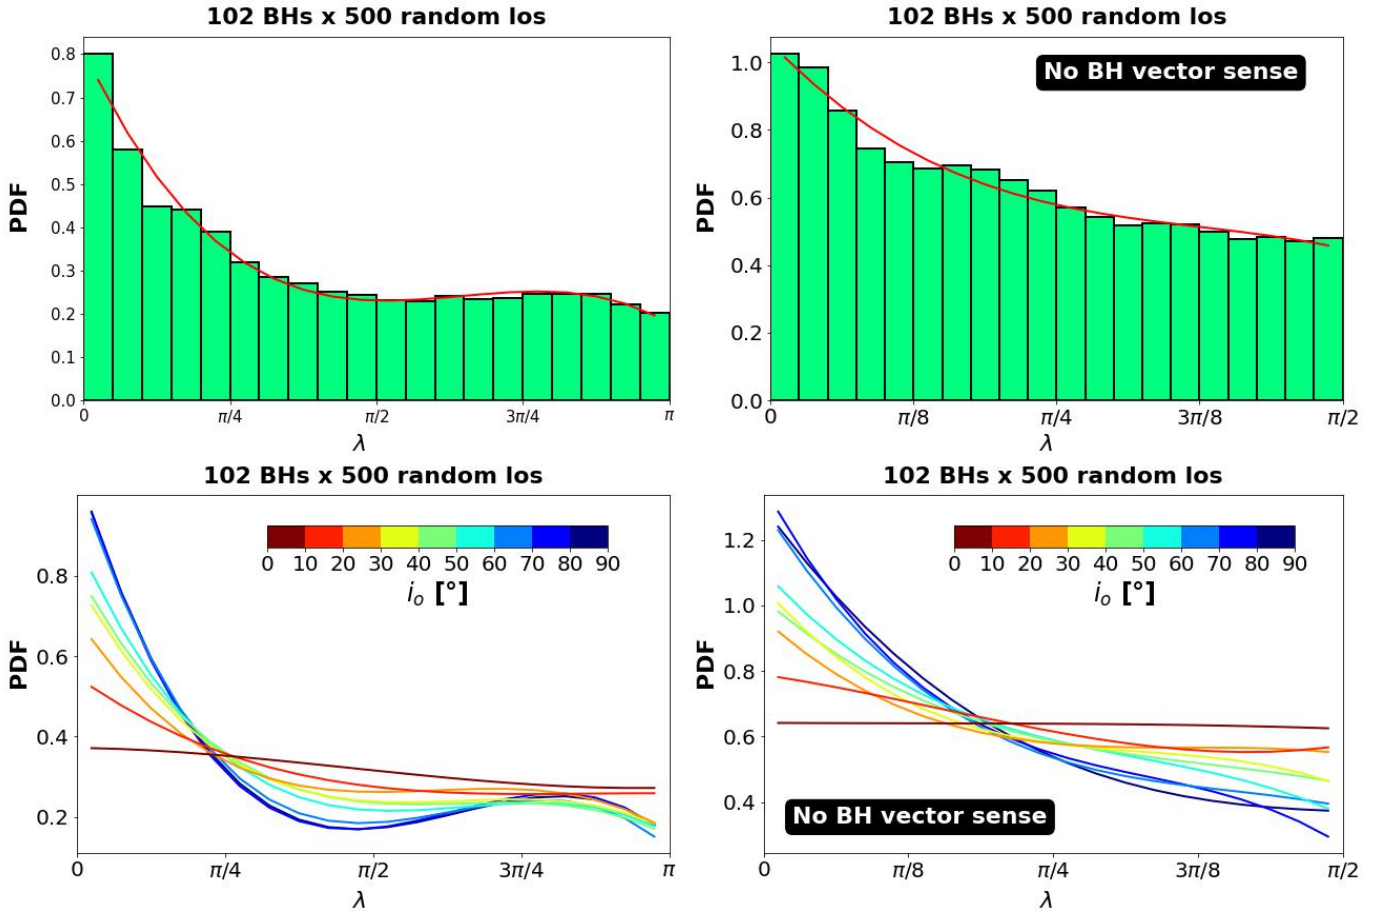 102 BHs x 500 random los
PDF
0.8
0.7
0.6
0.5
0.4
0.3
0.2
0.1
0.0
0 π/4 π/2 3π/4 π
λ
102 BHs x 500 random los
No BH vector sense
PDF
1.0
0.8
0.6
0.4
0.2
0.0
0 π/8 π/4 3π/8 π/2
λ
102 BHs x 500 random los
0 10 20 30 40 50 60 70 80 90
i_o [°]
PDF
0.8
0.6
0.4
0.2
0 π/4 π/2 3π/4 π
λ
102 BHs x 500 random los
0 10 20 30 40 50 60 70 80 90
i_o [°]
PDF
1.2
1.0
0.8
0.6
0.4
No BH vector sense
0 π/8 π/4 3π/8 π/2
λ